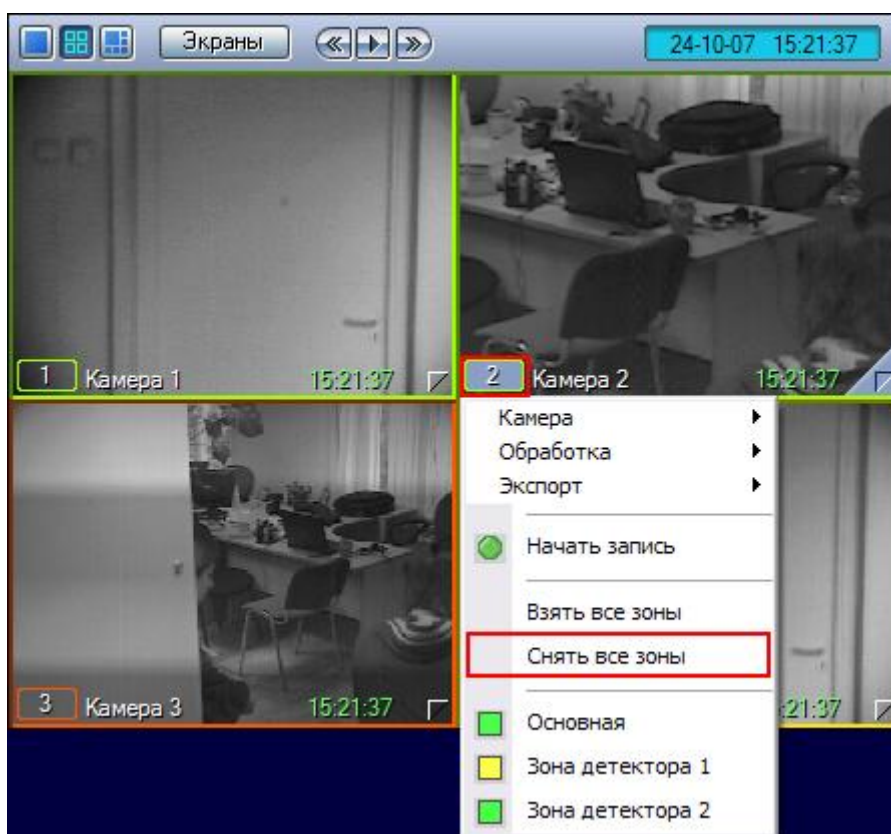 Экраны
24-10-07 15:21:37
1 Камера 1 15:21:37
2 Камера 2 15:21:37
Камера
Обработка
Экспорт
Начать запись
Взять все зоны
Снять все зоны
3 Камера 3 15:21:37
:21:37
Основная
Зона детектора 1
Зона детектора 2